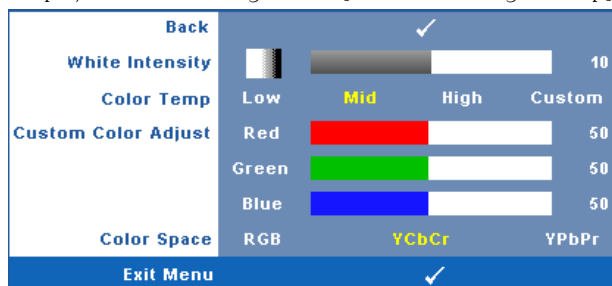 Back
White Intensity 10
Color Temp Low Mid High Custom
Custom Color Adjust Red 50
Green 50
Blue 50
Color Space RGB YCbCr YPbPr
Exit Menu